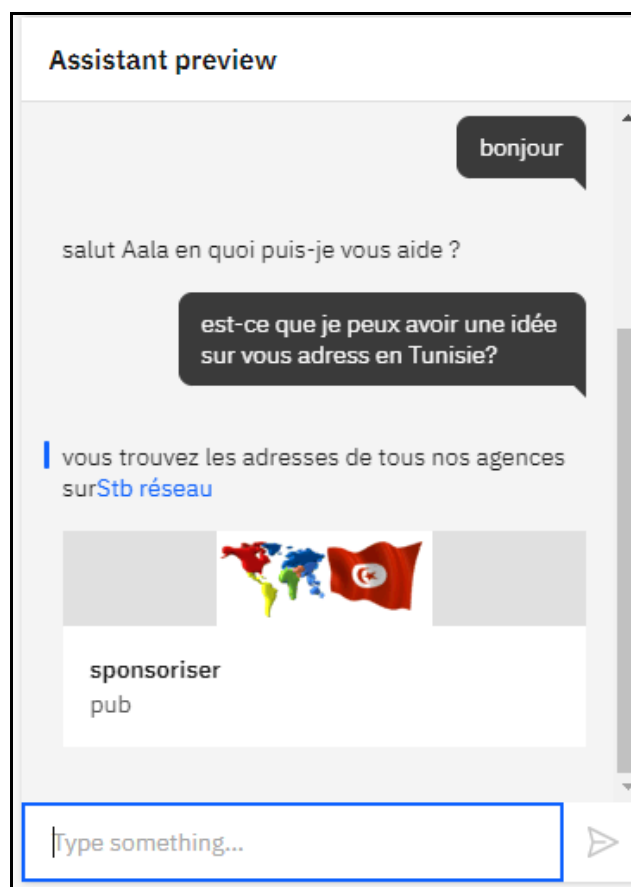 Assistant preview
bonjour
salut Aala en quoi puis-je vous aide ?
est-ce que je peux avoir une idée
sur vous adress en Tunisie?
vous trouvez les adresses de tous nos agences
surStb réseau
sponsoriser
pub
Type something...